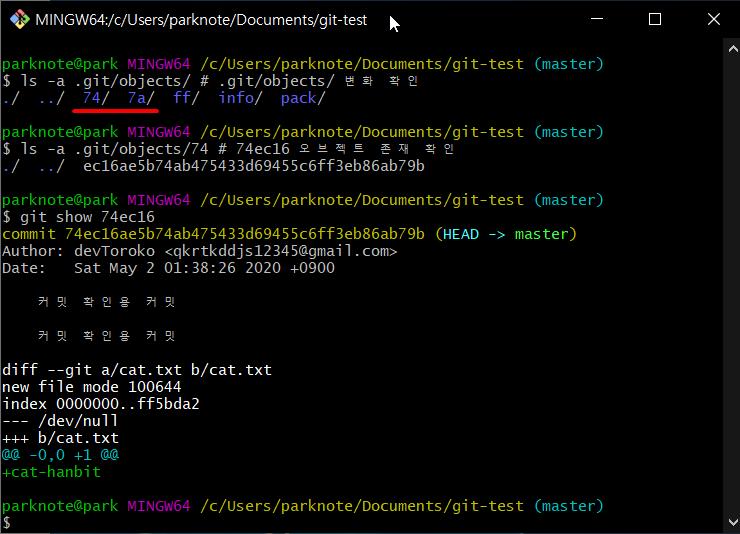 MINGW64:/c/Users/parknote/Documents/git-test
parknote@park MINGW64 /c/Users/parknote/Documents/git-test (master)
$ ls -a .git/objects/ # .git/objects/ 변화 확인
./  ../  74/  7a/  ff/  info/  pack/
parknote@park MINGW64 /c/Users/parknote/Documents/git-test (master)
$ ls -a .git/objects/74 # 74ec16 오브젝트 존재 확인
./  ../  ec16ae5b74ab475433d69455c6ff3eb86ab79b
parknote@park MINGW64 /c/Users/parknote/Documents/git-test (master)
$ git show 74ec16
commit 74ec16ae5b74ab475433d69455c6ff3eb86ab79b (HEAD -> master)
Author: devToroko <qkrtkddjs12345@gmail.com>
Date:   Sat May 2 01:38:26 2020 +0900
커밋 확인용 커밋
커밋 확인용 커밋
diff --git a/cat.txt b/cat.txt
new file mode 100644
index 0000000..ff5bda2
--- /dev/null
+++ b/cat.txt
@@ -0,0 +1 @@
+cat-hanbit
parknote@park MINGW64 /c/Users/parknote/Documents/git-test (master)
$